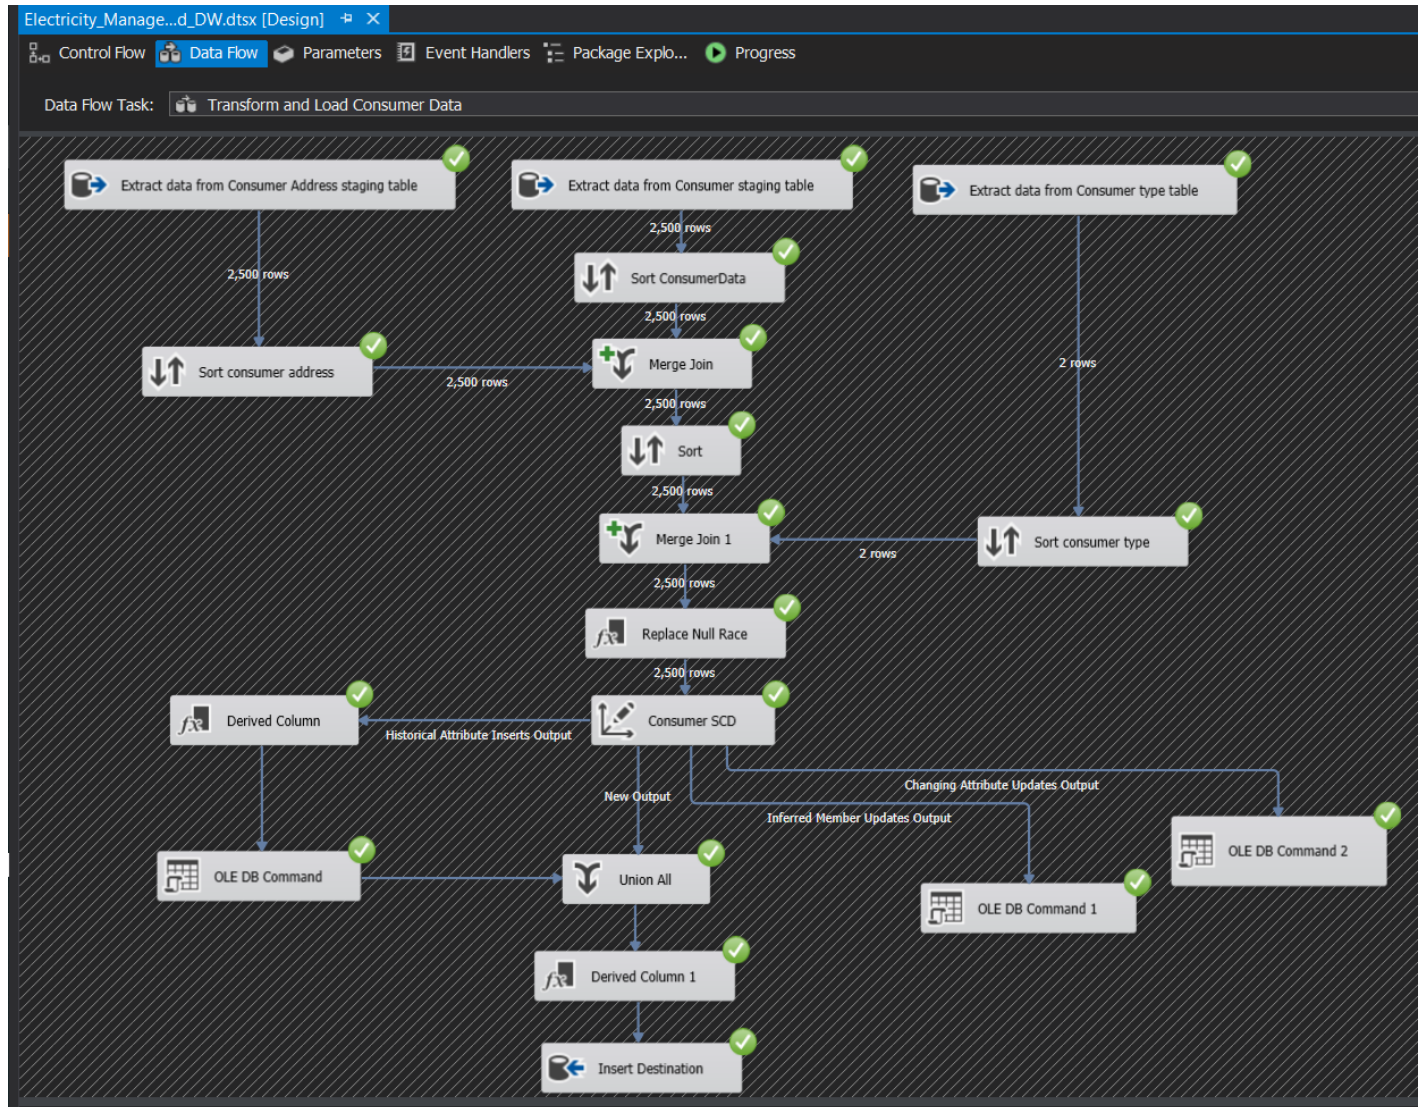 Electricity_Manage...d_DW.dtsx [Design]
Control Flow
Data Flow
Parameters
Event Handlers
Package Explo...
Progress
Data Flow Task:
Transform and Load Consumer Data
Extract data from Consumer Address staging table
Extract data from Consumer staging table
Extract data from Consumer type table
2,500 rows
2,500 rows
Sort ConsumerData
2,500 rows
2 rows
Sort consumer address
2,500 rows
Merge Join
2,500 rows
Sort
2,500 rows
Merge Join 1
2 rows
Sort consumer type
2,500 rows
Replace Null Race
2,500 rows
Derived Column
Historical Attribute Inserts Output
Consumer SCD
New Output
Changing Attribute Updates Output
Inferred Member Updates Output
OLE DB Command
Union All
OLE DB Command 2
OLE DB Command 1
Derived Column 1
Insert Destination